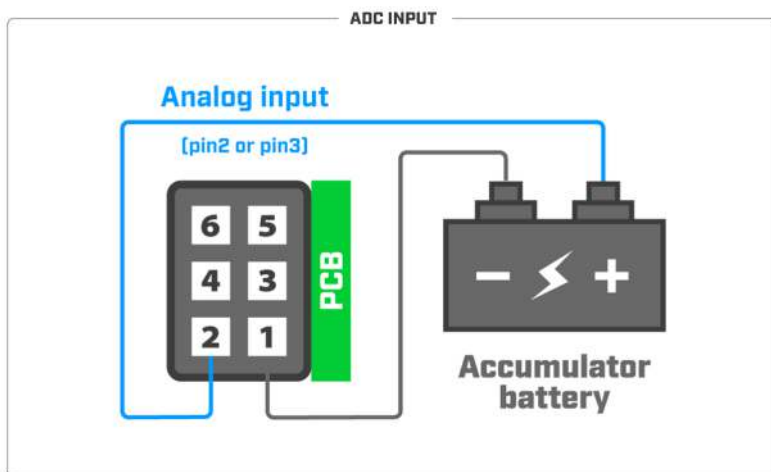 ADC INPUT
Analog input
(pin2 or pin3)
6 5
4 3
2 1
PCB
- +
Accumulator
battery